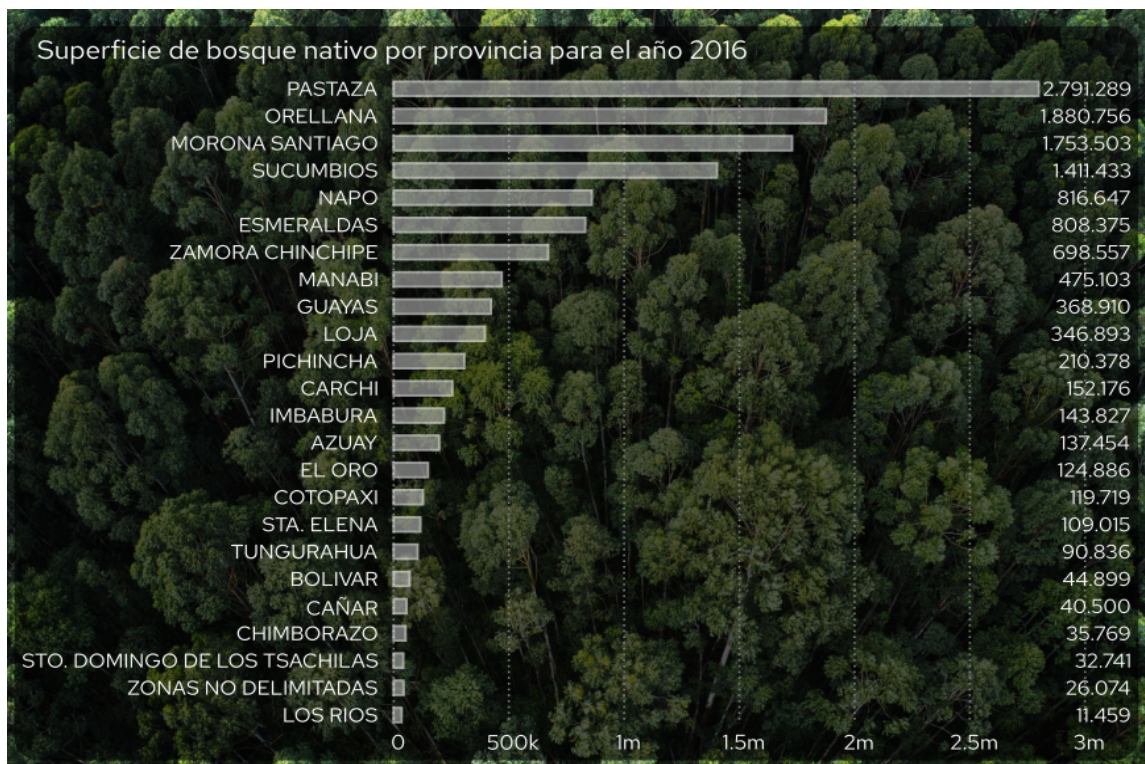 Superficie de bosque nativo por provincia para el año 2016
PASTAZA 2.791.289
ORELLANA 1.880.756
MORONA SANTIAGO 1.753.503
SUCUMBIOS 1.411.433
NAPO 816.647
ESMERALDAS 808.375
ZAMORA CHINCHIPE 698.557
MANABI 475.103
GUAYAS 368.910
LOJA 346.893
PICHINCHA 210.378
CARCHI 152.176
IMBABURA 143.827
AZUAY 137.454
EL ORO 124.886
COTOPAXI 119.719
STA. ELENA 109.015
TUNGURAHUA 90.836
BOLIVAR 44.899
CAÑAR 40.500
CHIMBORAZO 35.769
STO. DOMINGO DE LOS TSACHILAS 32.741
ZONAS NO DELIMITADAS 26.074
LOS RIOS 11.459
0 500k 1m 1.5m 2m 2.5m 3m